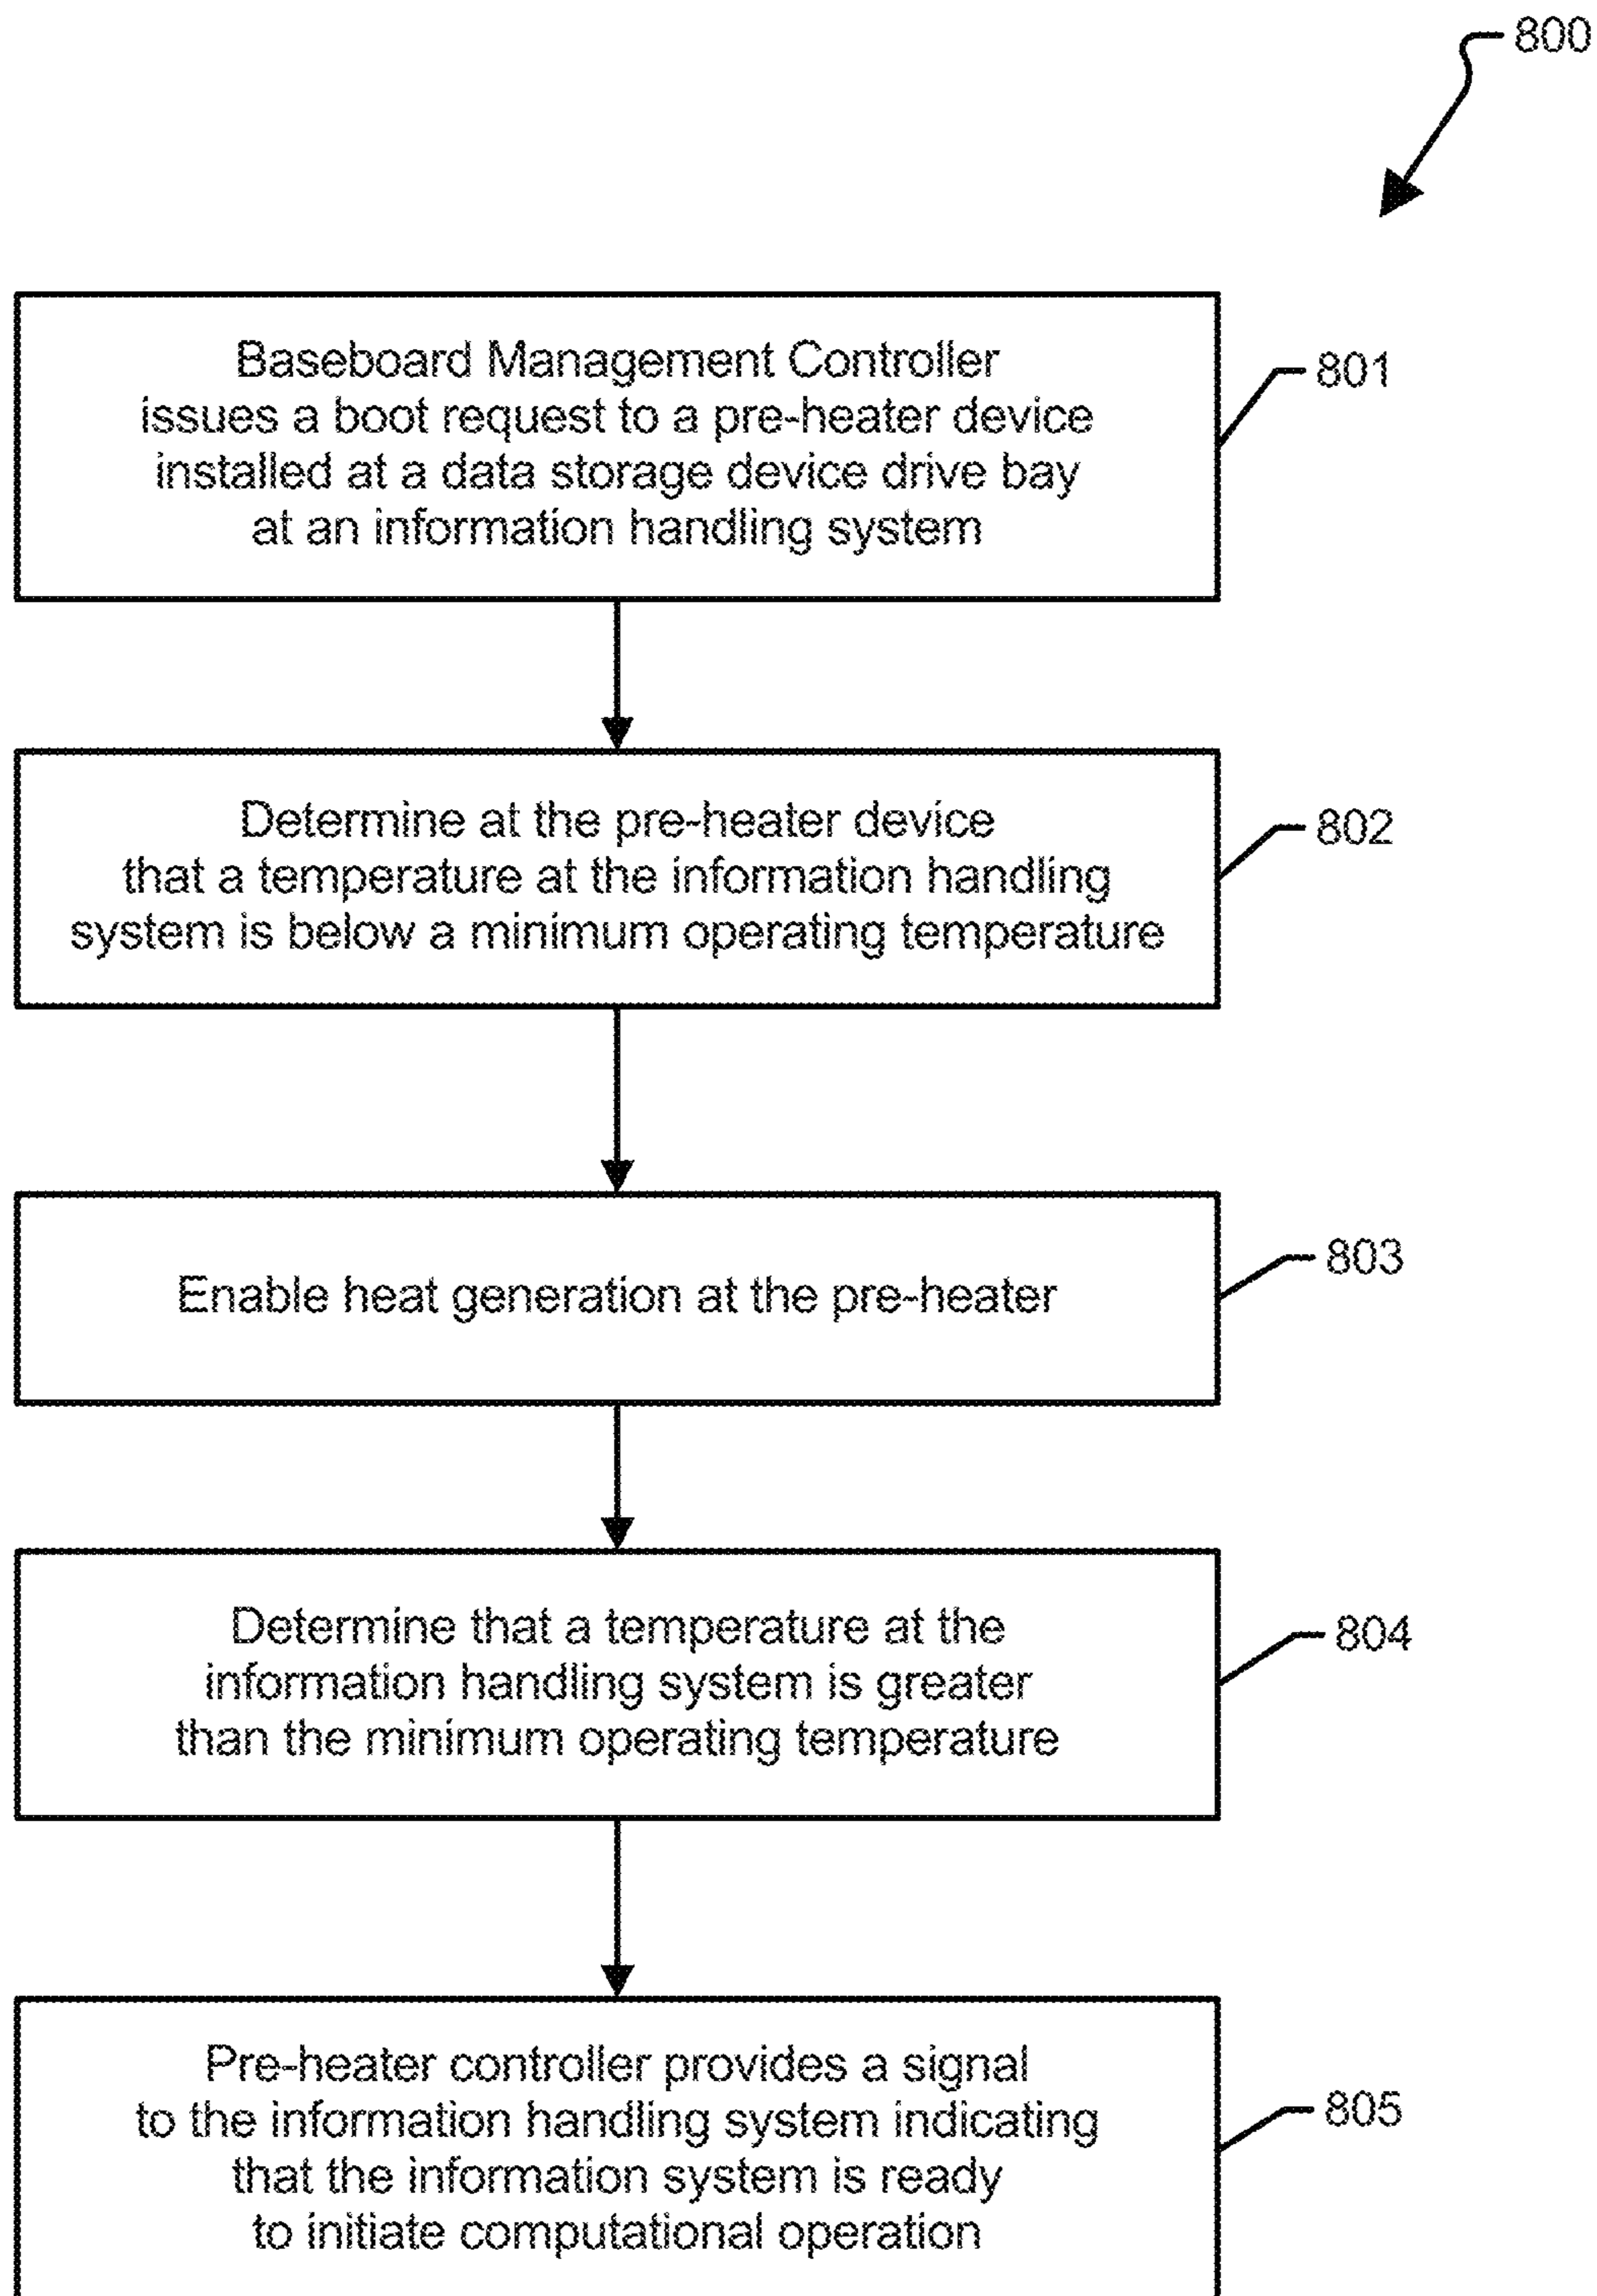 800
Baseboard Management Controller
issues a boot request to a pre-heater device
installed at a data storage device drive bay
at an information handling system
801
Determine at the pre-heater device
that a temperature at the information handling
system is below a minimum operating temperature
802
Enable heat generation at the pre-heater
803
Determine that a temperature at the
information handling system is greater
than the minimum operating temperature
804
Pre-heater controller provides a signal
to the information handling system indicating
that the information system is ready
to initiate computational operation
805